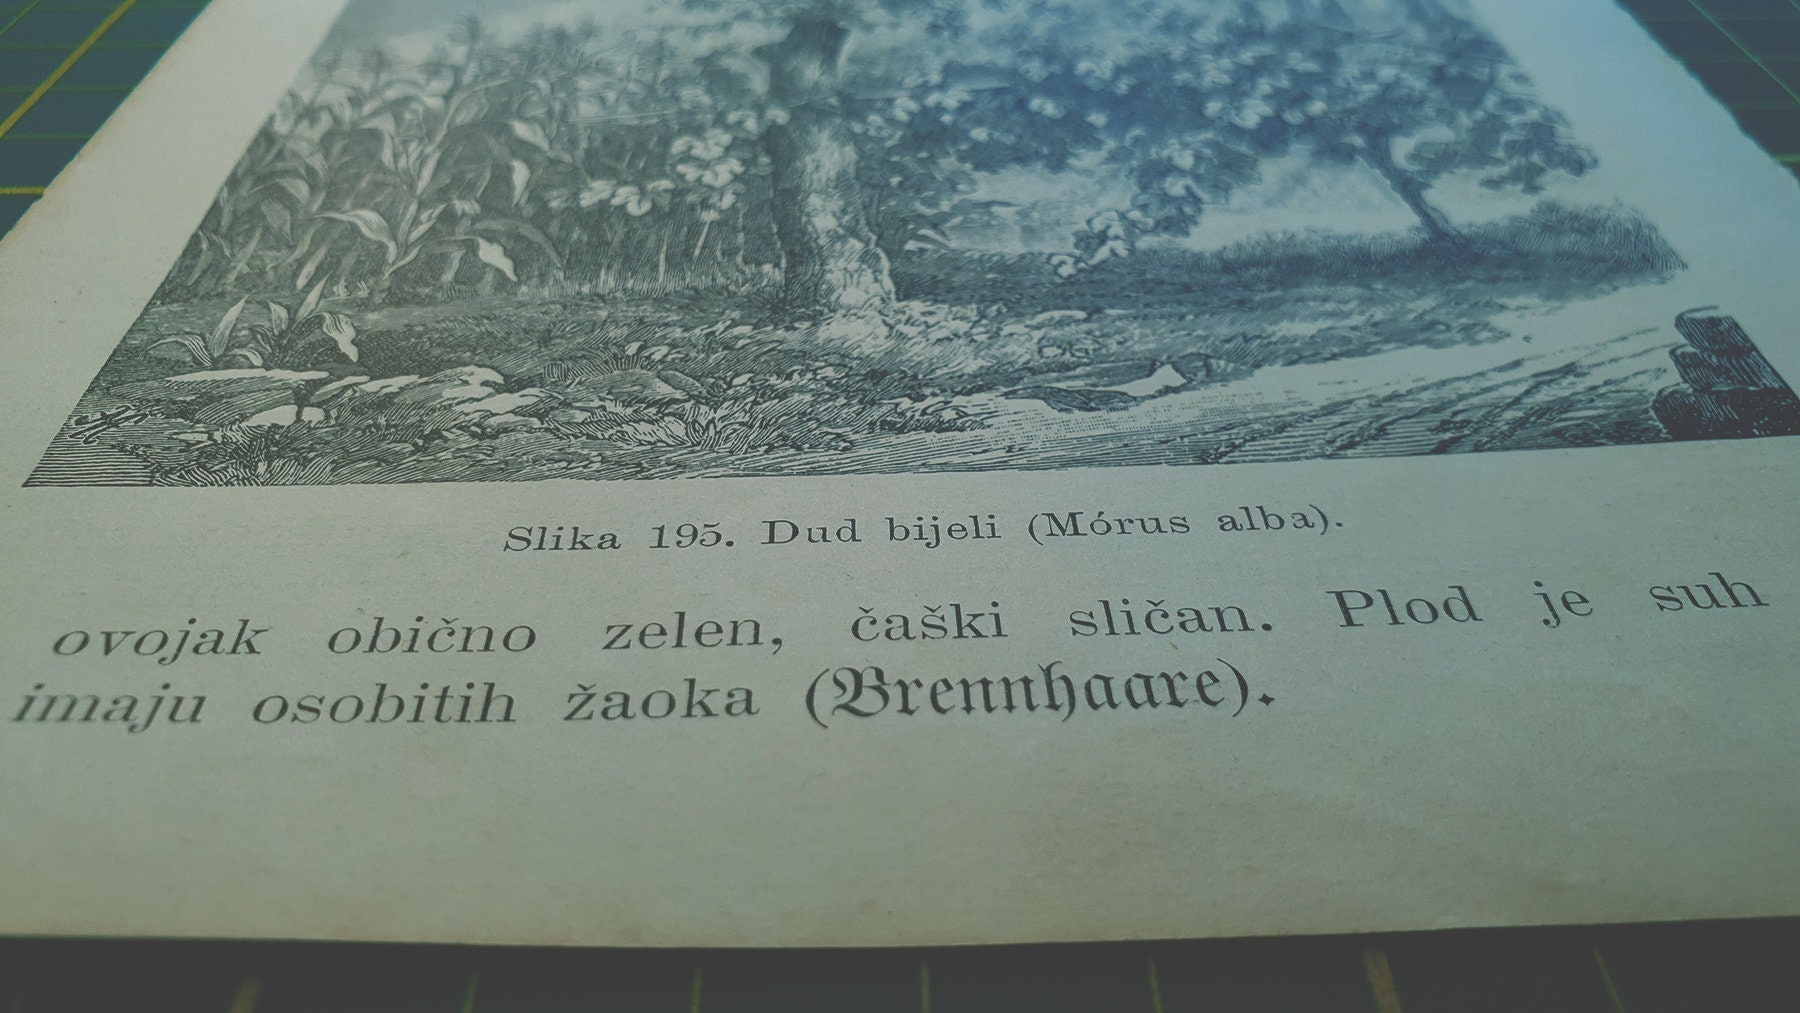 Slika 195. Dud bijeli (Mórus alba).
ovojak obično zelen, čaški sličan. Plod je suh
imaju osobitih žaoka (Brennhaare).